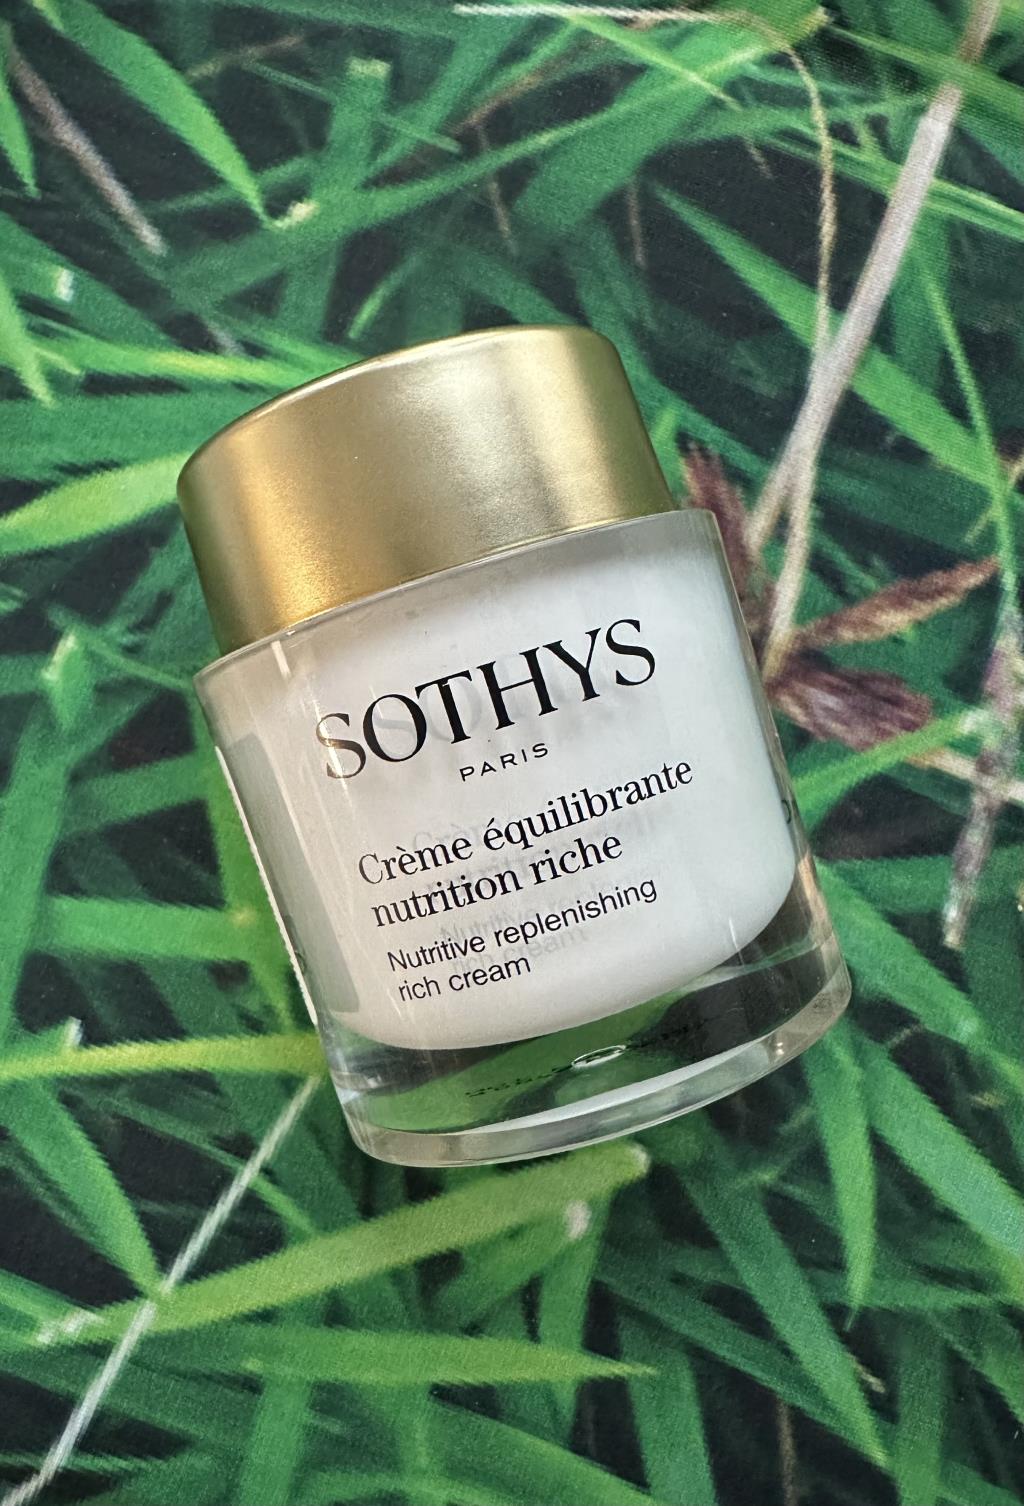 SOTHYS
PARIS
Crème équilibrante
nutrition riche
Nutritive replenishing
rich cream